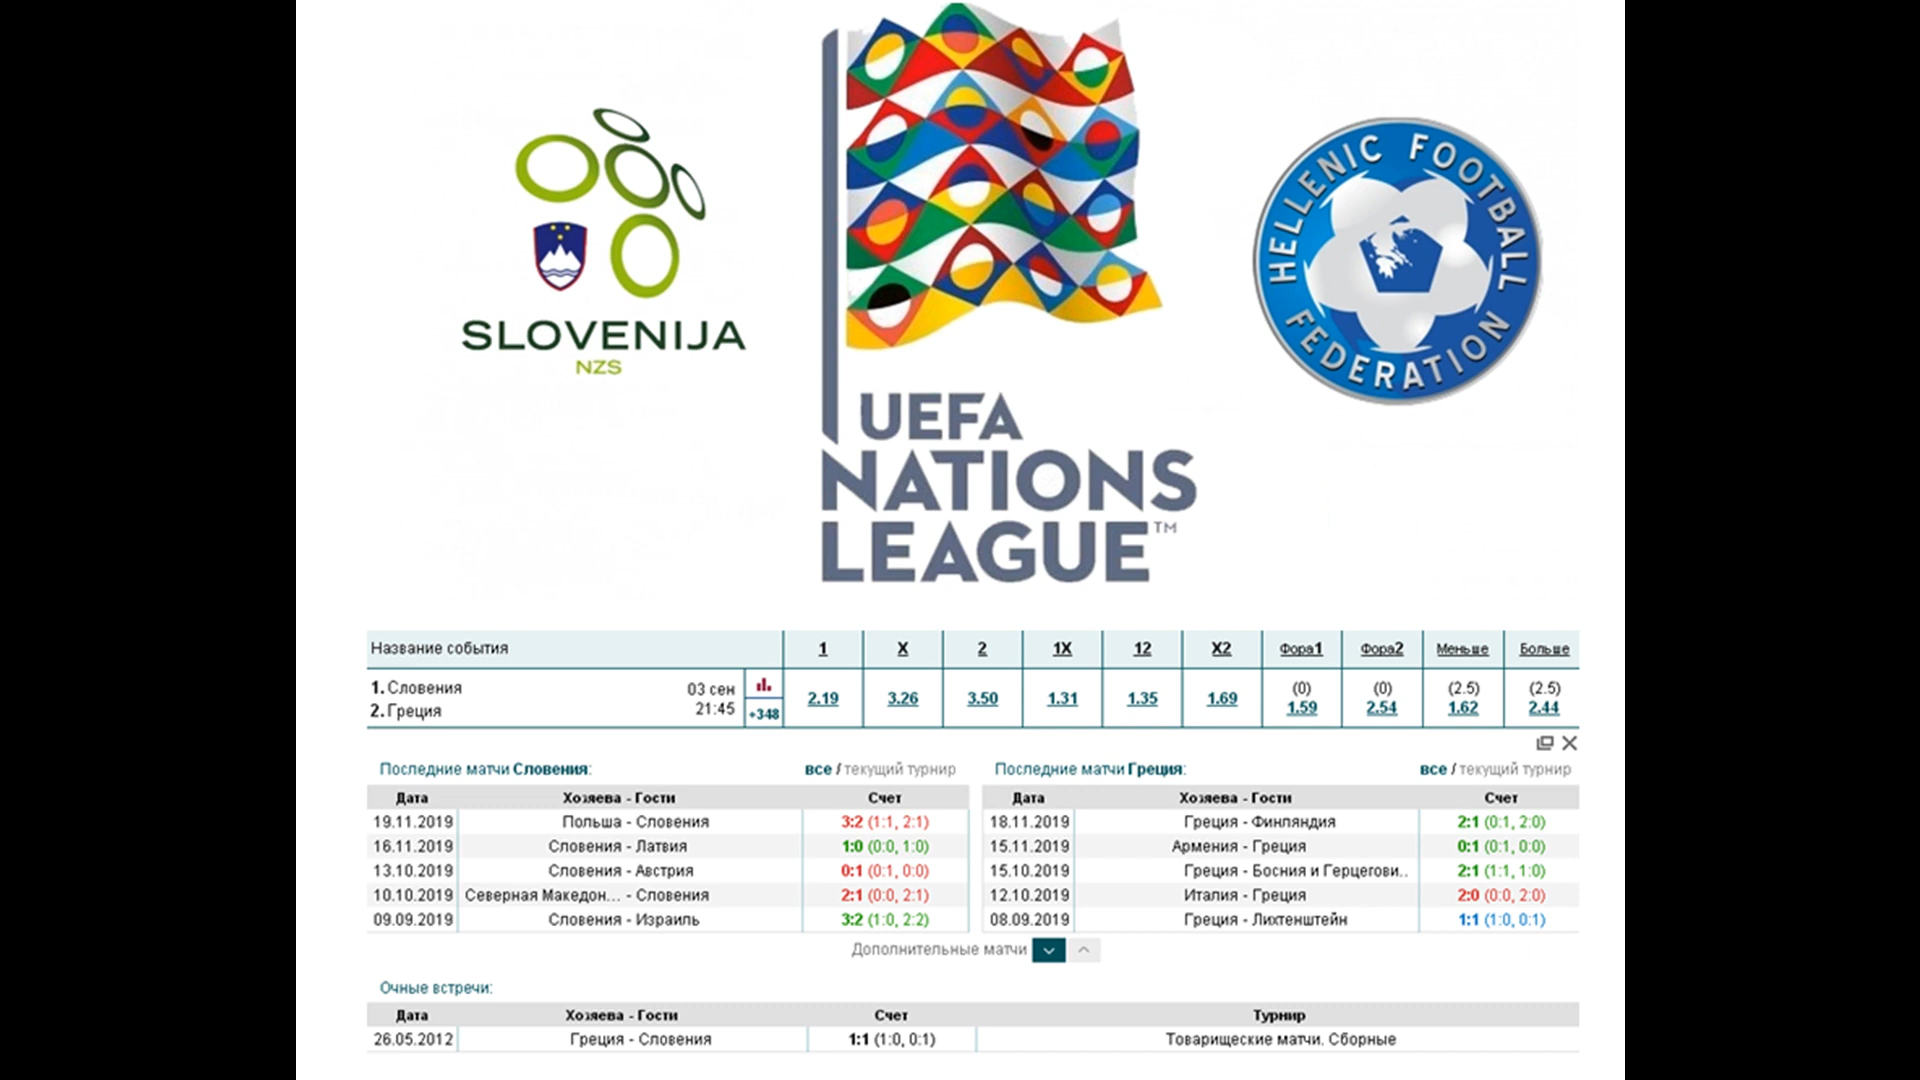 SLOVENIJA
NZS
UEFA
NATIONS
LEAGUE™
HELLENIC FOOTBALL
FEDERATION
Название события 1 X 2 1X 12 X2 Фора1 Фора2 Меньше Больше
1. Словения 03 сен (0) (0) (2.5) (2.5)
2. Греция 21:45 +348 2.19 3.26 3.50 1.31 1.35 1.69 1.59 2.54 1.62 2.44
Последние матчи Словения: все / текущий турнир
Дата Хозяева - Гости Счет
19.11.2019 Польша - Словения 3:2 (1:1, 2:1)
16.11.2019 Словения - Латвия 1:0 (0:0, 1:0)
13.10.2019 Словения - Австрия 0:1 (0:1, 0:0)
10.10.2019 Северная Македон... - Словения 2:1 (0:0, 2:1)
09.09.2019 Словения - Израиль 3:2 (1:0, 2:2)
Последние матчи Греция: все / текущий турнир
Дата Хозяева - Гости Счет
18.11.2019 Греция - Финляндия 2:1 (0:1, 2:0)
15.11.2019 Армения - Греция 0:1 (0:1, 0:0)
15.10.2019 Греция - Босния и Герцегови.. 2:1 (1:1, 1:0)
12.10.2019 Италия - Греция 2:0 (0:0, 2:0)
08.09.2019 Греция - Лихтенштейн 1:1 (1:0, 0:1)
Дополнительные матчи
Очные встречи:
Дата Хозяева - Гости Счет Турнир
26.05.2012 Греция - Словения 1:1 (1:0, 0:1) Товарищеские матчи. Сборные